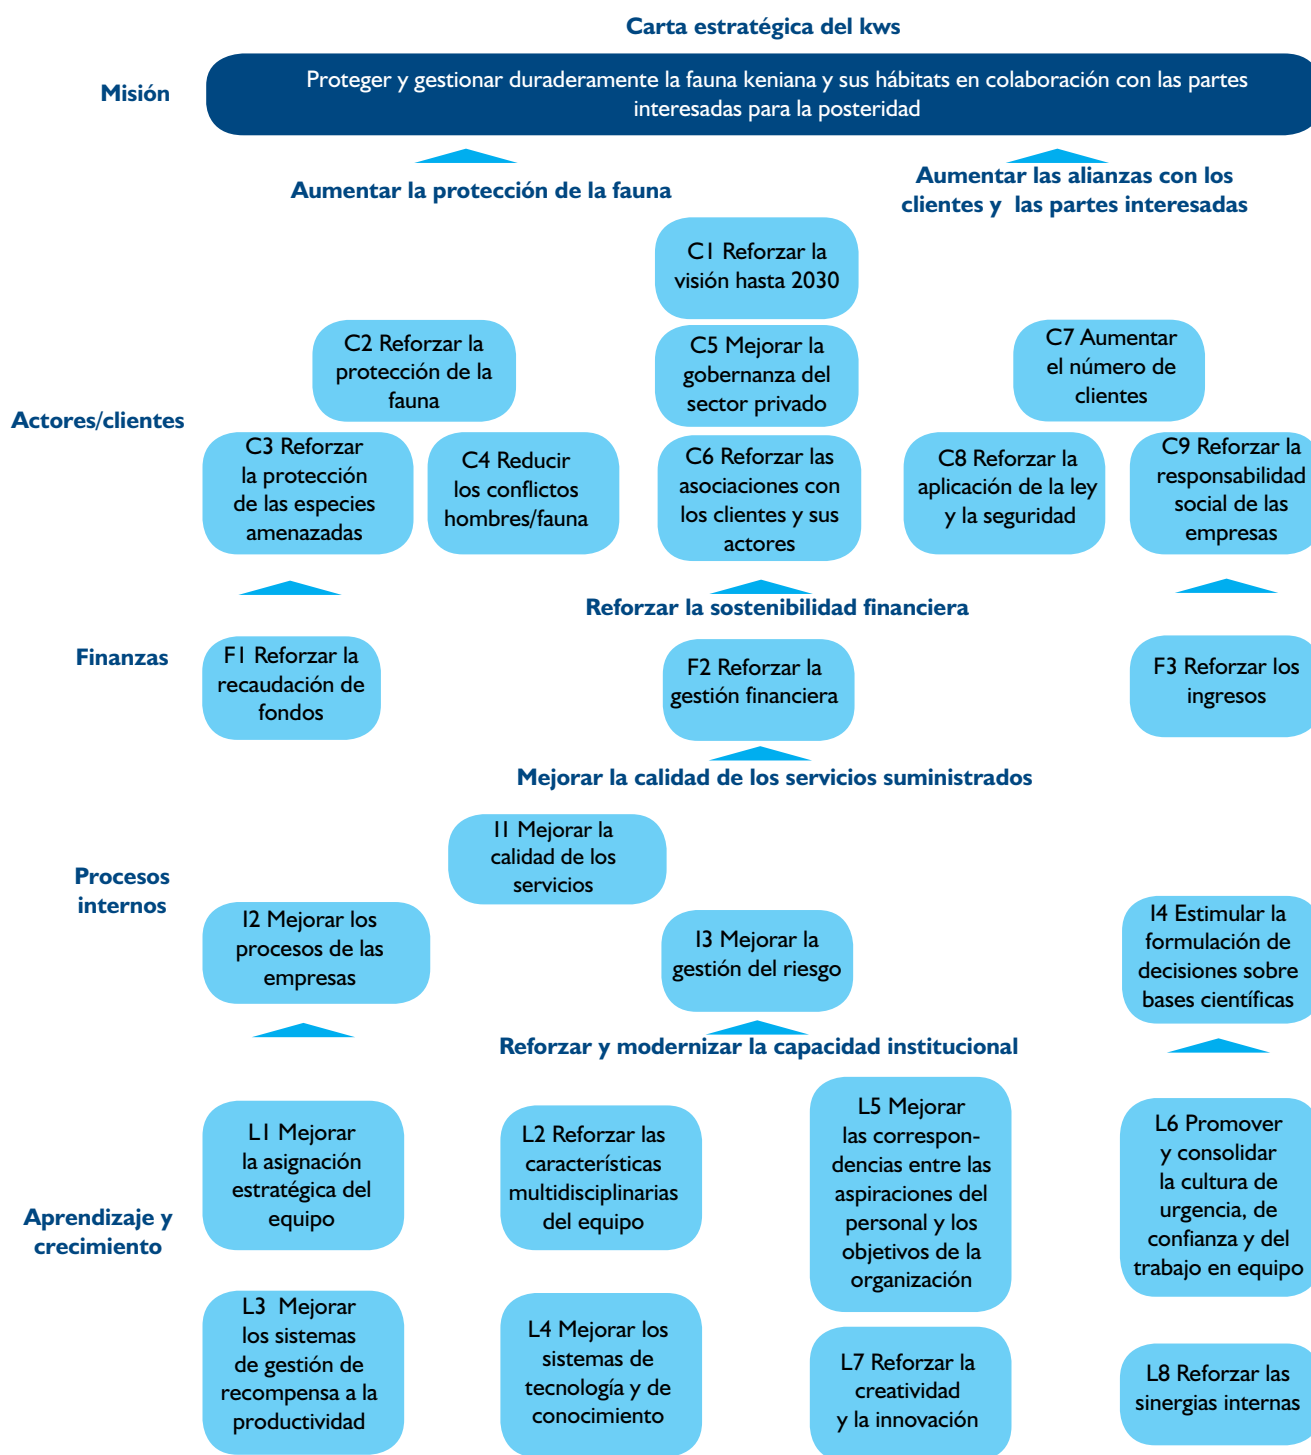 Carta estratégica del kws
Misión
Proteger y gestionar duraderamente la fauna keniana y sus hábitats en colaboración con las partes
interesadas para la posteridad
Aumentar la protección de la fauna
Aumentar las alianzas con los
clientes y las partes interesadas
Actores/clientes
C1 Reforzar la
visión hasta 2030
C2 Reforzar la
protección de la
fauna
C5 Mejorar la
gobernanza del
sector privado
C7 Aumentar
el número de
clientes
C3 Reforzar
la protección
de las especies
amenazadas
C4 Reducir
los conflictos
hombres/fauna
C6 Reforzar las
asociaciones con
los clientes y sus
actores
C8 Reforzar la
aplicación de la ley
y la seguridad
C9 Reforzar la
responsabilidad
social de las
empresas
Reforzar la sostenibilidad financiera
Finanzas
F1 Reforzar la
recaudación de
fondos
F2 Reforzar la
gestión financiera
F3 Reforzar los
ingresos
Mejorar la calidad de los servicios suministrados
Procesos
internos
I1 Mejorar la
calidad de los
servicios
I2 Mejorar los
procesos de las
empresas
I3 Mejorar la
gestión del riesgo
I4 Estimular la
formulación de
decisiones sobre
bases científicas
Reforzar y modernizar la capacidad institucional
Aprendizaje y
crecimiento
L1 Mejorar
la asignación
estratégica del
equipo
L2 Reforzar las
características
multidisciplinarias
del equipo
L5 Mejorar
las correspon-
dencias entre las
aspiraciones del
personal y los
objetivos de la
organización
L6 Promover
y consolidar
la cultura de
urgencia, de
confianza y del
trabajo en equipo
L3 Mejorar
los sistemas
de gestión de
recompensa a la
productividad
L4 Mejorar los
sistemas de
tecnología y de
conocimiento
L7 Reforzar la
creatividad
y la innovación
L8 Reforzar las
sinergias internas